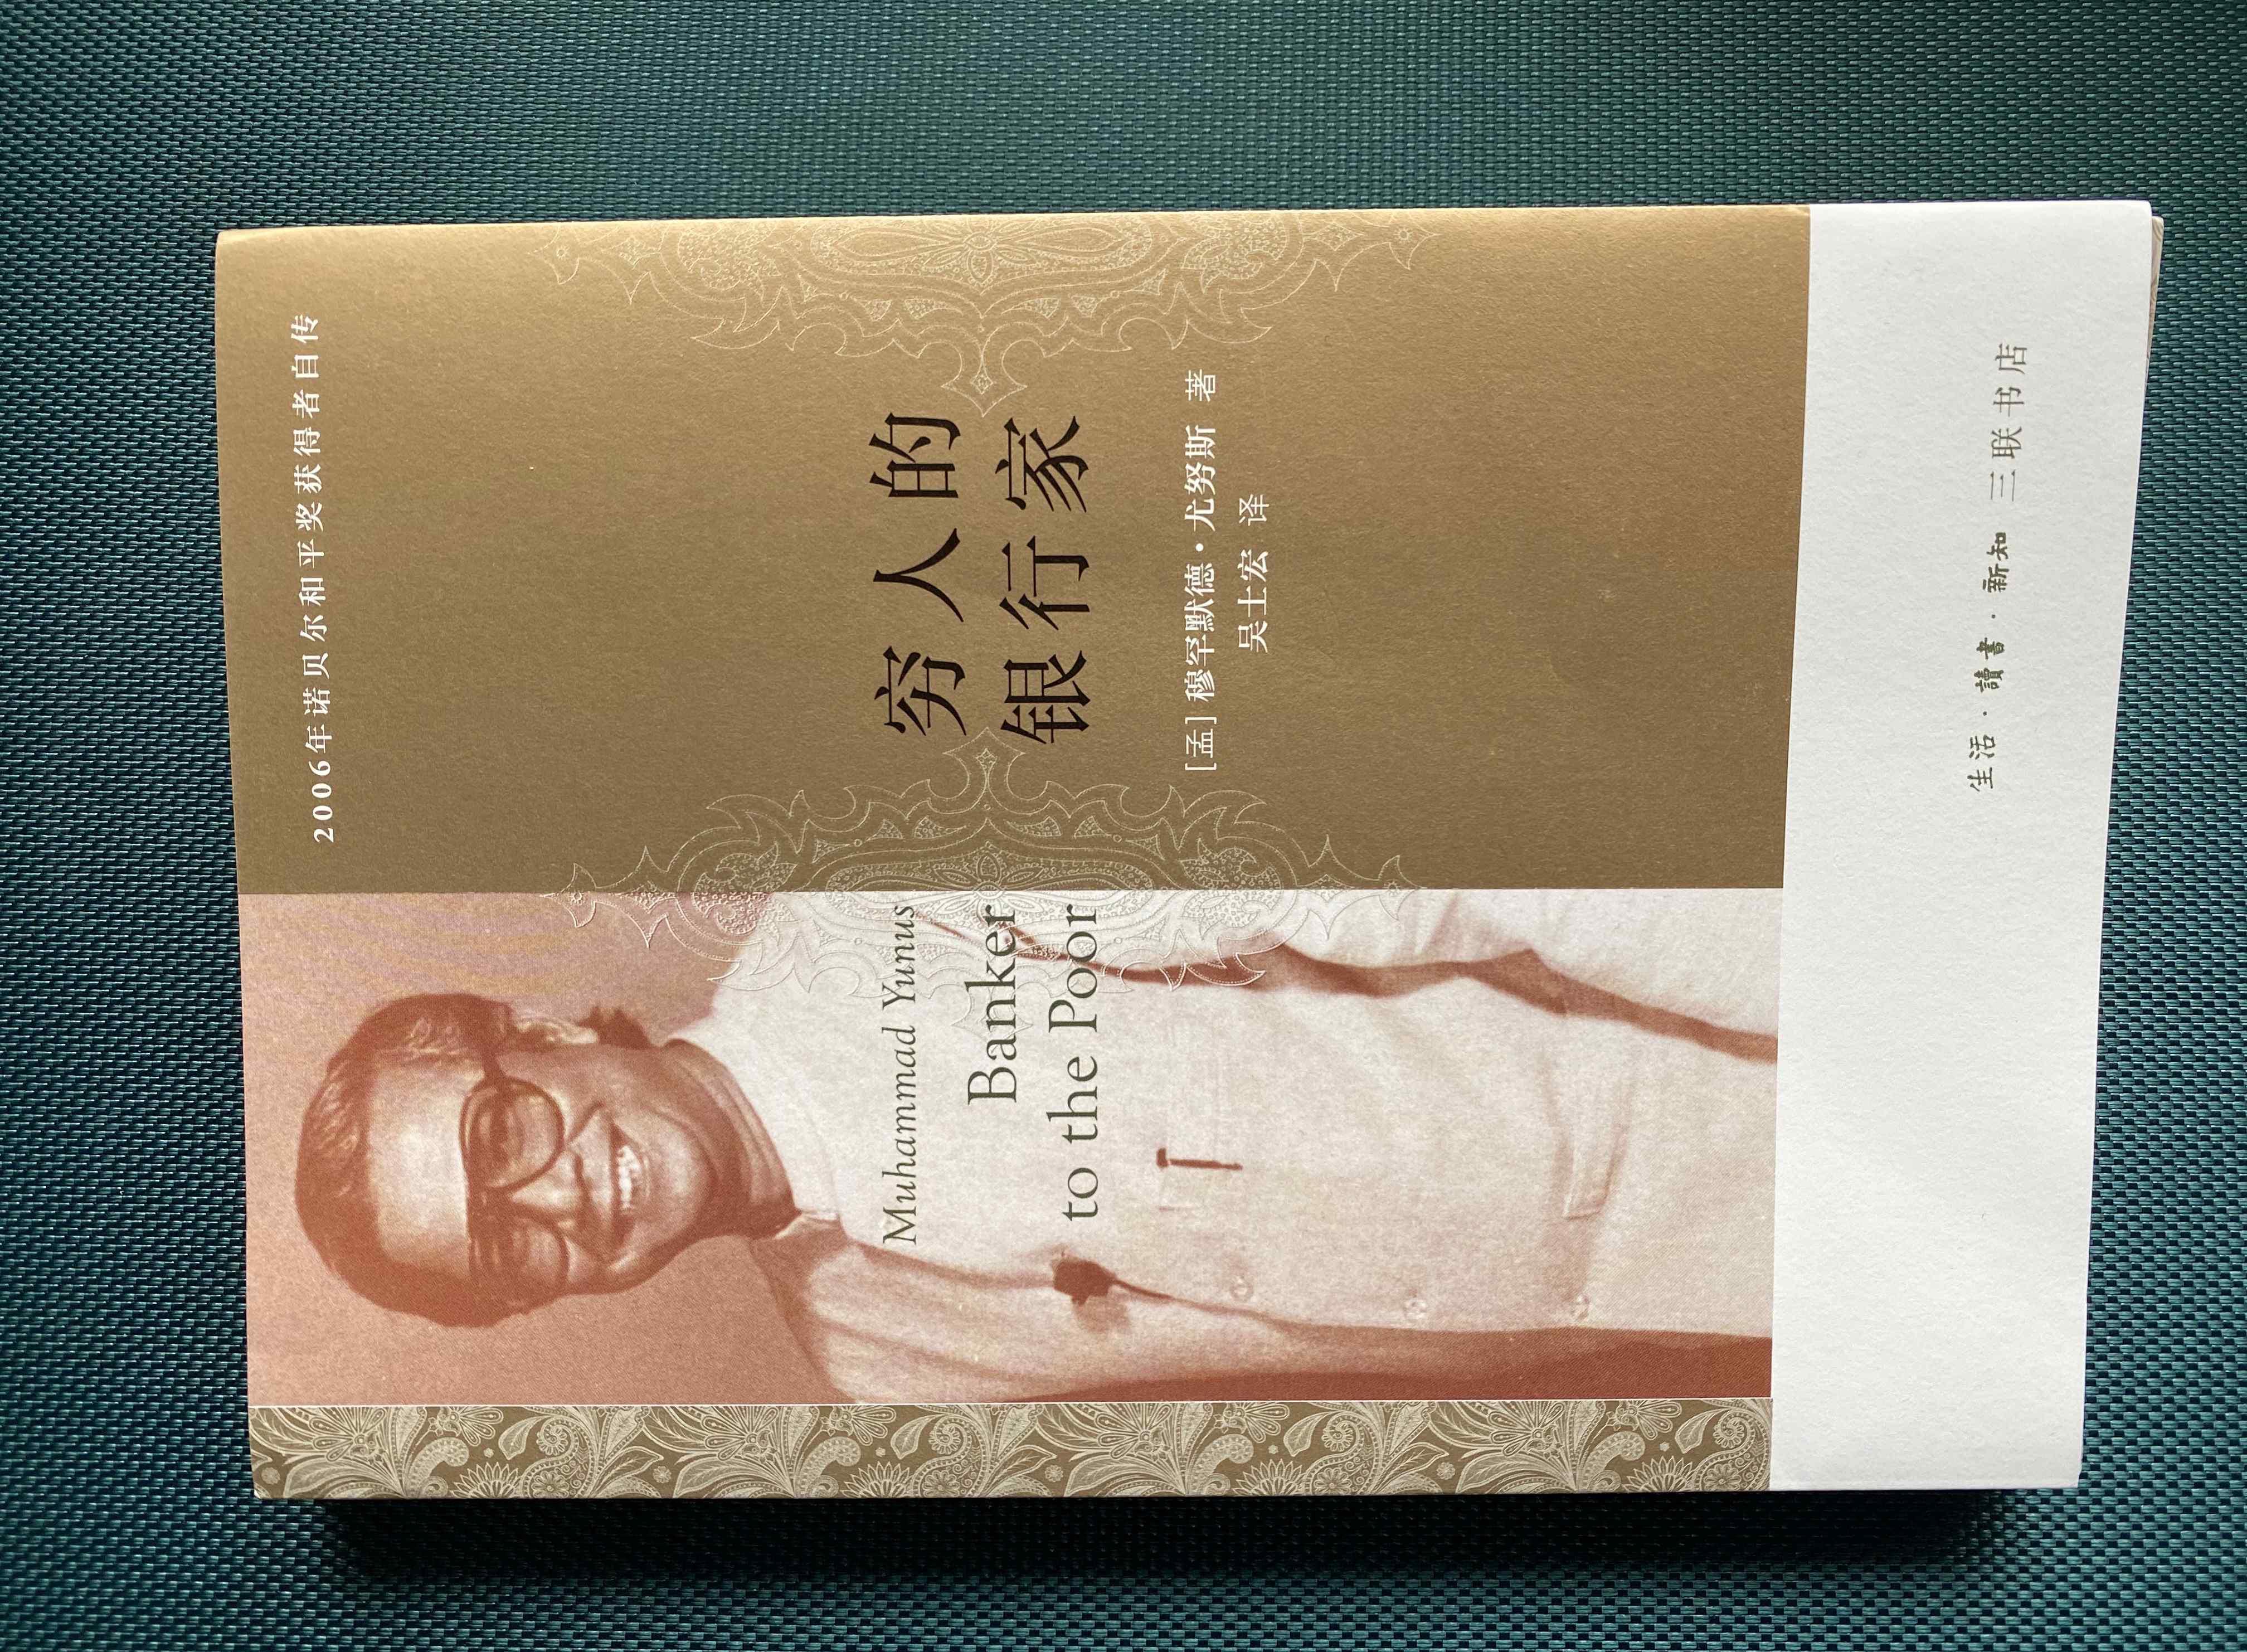 2006年诺贝尔和平奖获得者自传
Muhammad Yunus
Banker
to the Poor
穷人的
银行家
[孟] 穆罕默德·尤努斯 著
吴士宏 译
生活·讀書·新知 三联书店